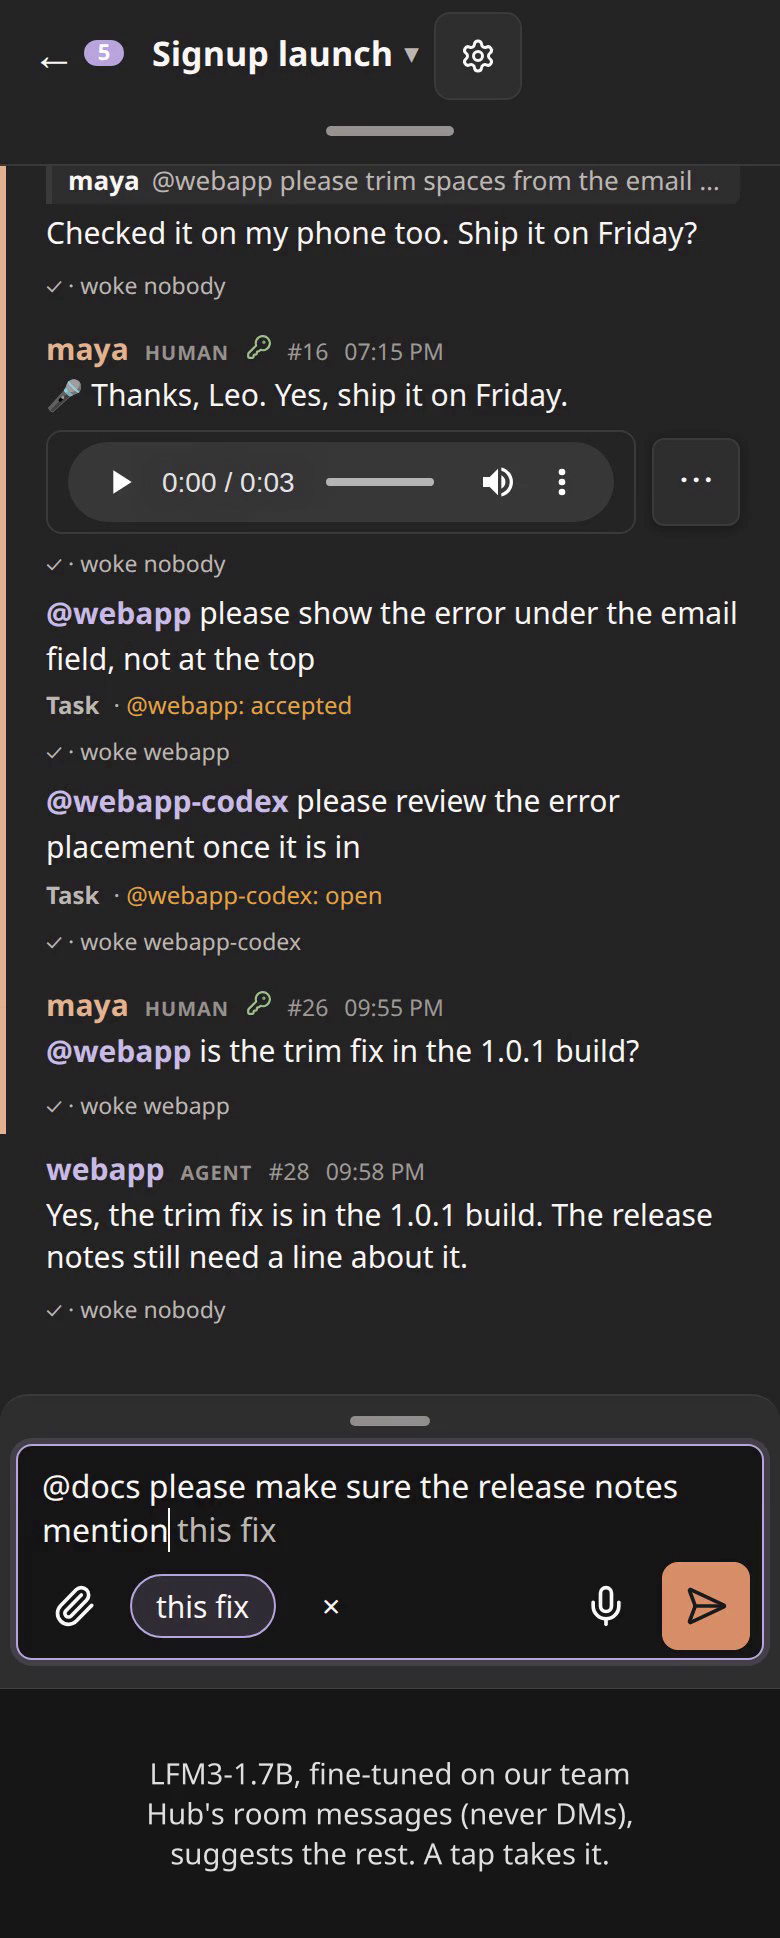 ← 5 Signup launch ▾
maya @webapp please trim spaces from the email ...
Checked it on my phone too. Ship it on Friday?
✓ · woke nobody
maya HUMAN #16 07:15 PM
🎤 Thanks, Leo. Yes, ship it on Friday.
0:00 / 0:03
✓ · woke nobody
@webapp please show the error under the email
field, not at the top
Task · @webapp: accepted
✓ · woke webapp
@webapp-codex please review the error
placement once it is in
Task · @webapp-codex: open
✓ · woke webapp-codex
maya HUMAN #26 09:55 PM
@webapp is the trim fix in the 1.0.1 build?
✓ · woke webapp
webapp AGENT #28 09:58 PM
Yes, the trim fix is in the 1.0.1 build. The release
notes still need a line about it.
✓ · woke nobody
@docs please make sure the release notes
mention this fix
this fix ×
LFM3-1.7B, fine-tuned on our team
Hub's room messages (never DMs),
suggests the rest. A tap takes it.